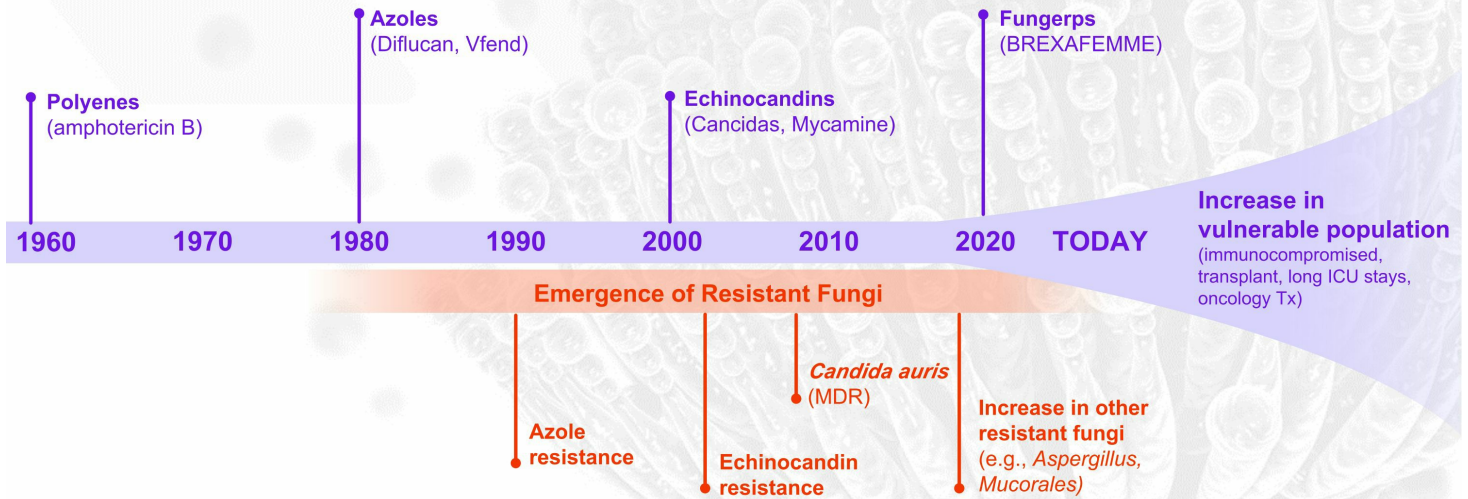 Azoles
(Diflucan, Vfend)
Fungerps
(BREXAFEMME)
Polyenes
(amphotericin B)
Echinocandins
(Cancidas, Mycamine)
1960 1970 1980 1990 2000 2010 2020 TODAY
Increase in
vulnerable population
(immunocompromised,
transplant, long ICU stays,
oncology Tx)
Emergence of Resistant Fungi
Azole
resistance
Echinocandin
resistance
Candida auris
(MDR)
Increase in other
resistant fungi
(e.g., Aspergillus,
Mucorales)